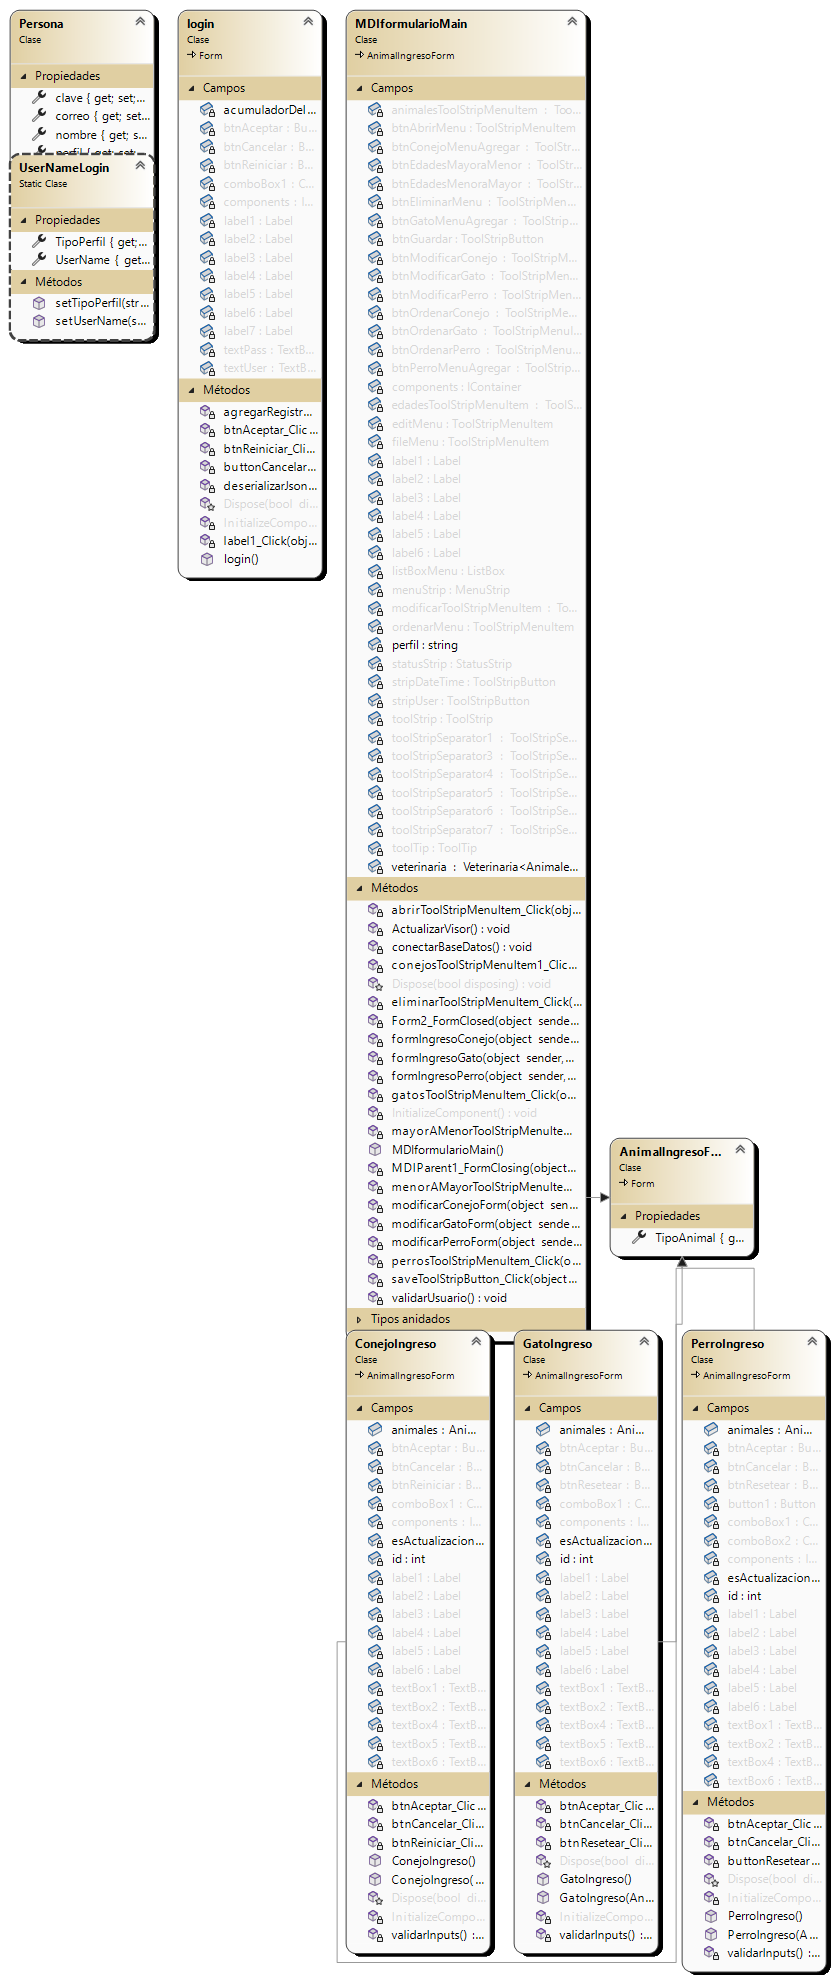 Persona
Clase
Propiedades
clave { get; set;...
correo { get; set...
nombre { get; s...
perfil { get; set;...
UserNameLogin
Static Clase
Propiedades
TipoPerfil { get;...
UserName { get...
Métodos
setTipoPerfil(str...
setUserName(s...
login
Clase
Form
Campos
acumuladorDel...
btnAceptar : Bu...
btnCancelar : B...
btnReiniciar : B...
comboBox1 : C...
components : I...
label1 : Label
label2 : Label
label3 : Label
label4 : Label
label5 : Label
label6 : Label
label7 : Label
textPass : TextB...
textUser : TextB...
Métodos
agregarRegistr...
btnAceptar_Clic...
btnReiniciar_Cli...
buttonCancelar...
deserializarJson...
Dispose(bool di...
InitializeCompo...
label1_Click(obj...
login()
MDIformularioMain
Clase
AnimalIngresoForm
Campos
animalesToolStripMenuItem : Too...
btnAbrirMenu : ToolStripMenuItem
btnConejoMenuAgregar : ToolStr...
btnEdadesMayoraMenor : ToolStr...
btnEdadesMenoraMayor : ToolStr...
btnEliminarMenu : ToolStripMen...
btnGatoMenuAgregar : ToolStrip...
btnGuardar : ToolStripButton
btnModificarConejo : ToolStripM...
btnModificarGato : ToolStripMen...
btnModificarPerro : ToolStripMen...
btnOrdenarConejo : ToolStripMe...
btnOrdenarGato : ToolStripMenuI...
btnOrdenarPerro : ToolStripMenu...
btnPerroMenuAgregar : ToolStrip...
components : IContainer
edadesToolStripMenuItem : ToolS...
editMenu : ToolStripMenuItem
fileMenu : ToolStripMenuItem
label1 : Label
label2 : Label
label3 : Label
label4 : Label
label5 : Label
label6 : Label
listBoxMenu : ListBox
menuStrip : MenuStrip
modificarToolStripMenuItem : To...
ordenarMenu : ToolStripMenuItem
perfil : string
statusStrip : StatusStrip
stripDateTime : ToolStripButton
stripUser : ToolStripButton
toolStrip : ToolStrip
toolStripSeparator1 : ToolStripSe...
toolStripSeparator3 : ToolStripSe...
toolStripSeparator4 : ToolStripSe...
toolStripSeparator5 : ToolStripSe...
toolStripSeparator6 : ToolStripSe...
toolStripSeparator7 : ToolStripSe...
toolTip : ToolTip
veterinaria : Veterinaria<Animale...
Métodos
abrirToolStripMenuItem_Click(obj...
ActualizarVisor() : void
conectarBaseDatos() : void
conejosToolStripMenuItem1_Clic...
Dispose(bool disposing) : void
eliminarToolStripMenuItem_Click(...
Form2_FormClosed(object sende...
formIngresoConejo(object sende...
formIngresoGato(object sender,...
formIngresoPerro(object sender,...
gatosToolStripMenuItem_Click(o...
InitializeComponent() : void
mayorAMenorToolStripMenuIte...
MDIformularioMain()
MDIParent1_FormClosing(object...
menorAMayorToolStripMenuIte...
modificarConejoForm(object sen...
modificarGatoForm(object sende...
modificarPerroForm(object sende...
perrosToolStripMenuItem_Click(o...
saveToolStripButton_Click(object...
validarUsuario() : void
Tipos anidados
AnimalIngresoF...
Clase
Form
Propiedades
TipoAnimal { g...
ConejoIngreso
Clase
AnimalIngresoForm
Campos
animales : Ani...
btnAceptar : Bu...
btnCancelar : B...
btnReiniciar : B...
comboBox1 : C...
components : I...
esActualizacion...
id : int
label1 : Label
label2 : Label
label3 : Label
label4 : Label
label5 : Label
label6 : Label
textBox1 : TextB...
textBox2 : TextB...
textBox4 : TextB...
textBox5 : TextB...
textBox6 : TextB...
Métodos
btnAceptar_Clic...
btnCancelar_Cli...
btnReiniciar_Cli...
ConejoIngreso()
ConejoIngreso(...
Dispose(bool di...
InitializeCompo...
validarInputs() :...
GatoIngreso
Clase
AnimalIngresoForm
Campos
animales : Ani...
btnAceptar : Bu...
btnCancelar : B...
btnResetear : B...
comboBox1 : C...
components : I...
esActualizacion...
id : int
label1 : Label
label2 : Label
label3 : Label
label4 : Label
label5 : Label
label6 : Label
textBox1 : TextB...
textBox2 : TextB...
textBox4 : TextB...
textBox5 : TextB...
textBox6 : TextB...
Métodos
btnAceptar_Clic...
btnCancelar_Cli...
btnResetear_Cli...
Dispose(bool di...
GatoIngreso()
GatoIngreso(An...
InitializeCompo...
validarInputs() :...
PerroIngreso
Clase
AnimalIngresoForm
Campos
animales : Ani...
btnAceptar : Bu...
btnCancelar : B...
btnResetear : B...
button1 : Button
comboBox1 : C...
comboBox2 : C...
components : I...
esActualizacion...
id : int
label1 : Label
label2 : Label
label3 : Label
label4 : Label
label5 : Label
label6 : Label
textBox1 : TextB...
textBox2 : TextB...
textBox4 : TextB...
textBox6 : TextB...
Métodos
btnAceptar_Clic...
btnCancelar_Cli...
buttonResetear...
Dispose(bool di...
InitializeCompo...
PerroIngreso()
PerroIngreso(A...
validarInputs() :...